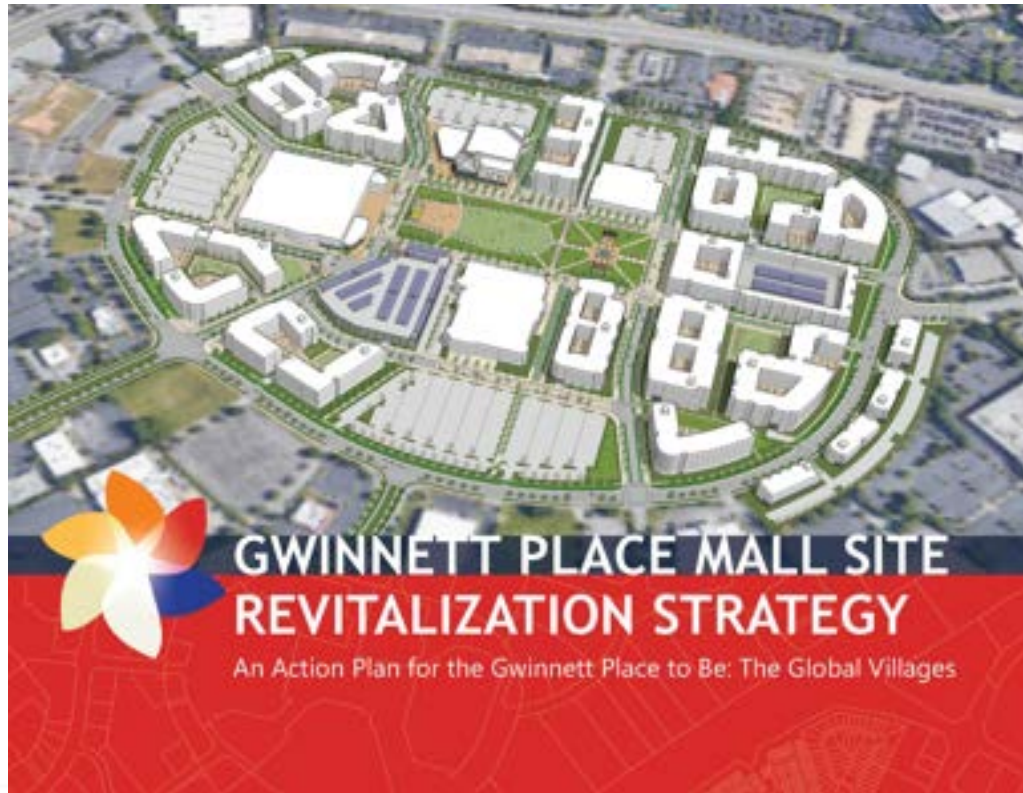 GWINNETT PLACE MALL SITE
REVITALIZATION STRATEGY
An Action Plan for the Gwinnett Place to Be: The Global Villages